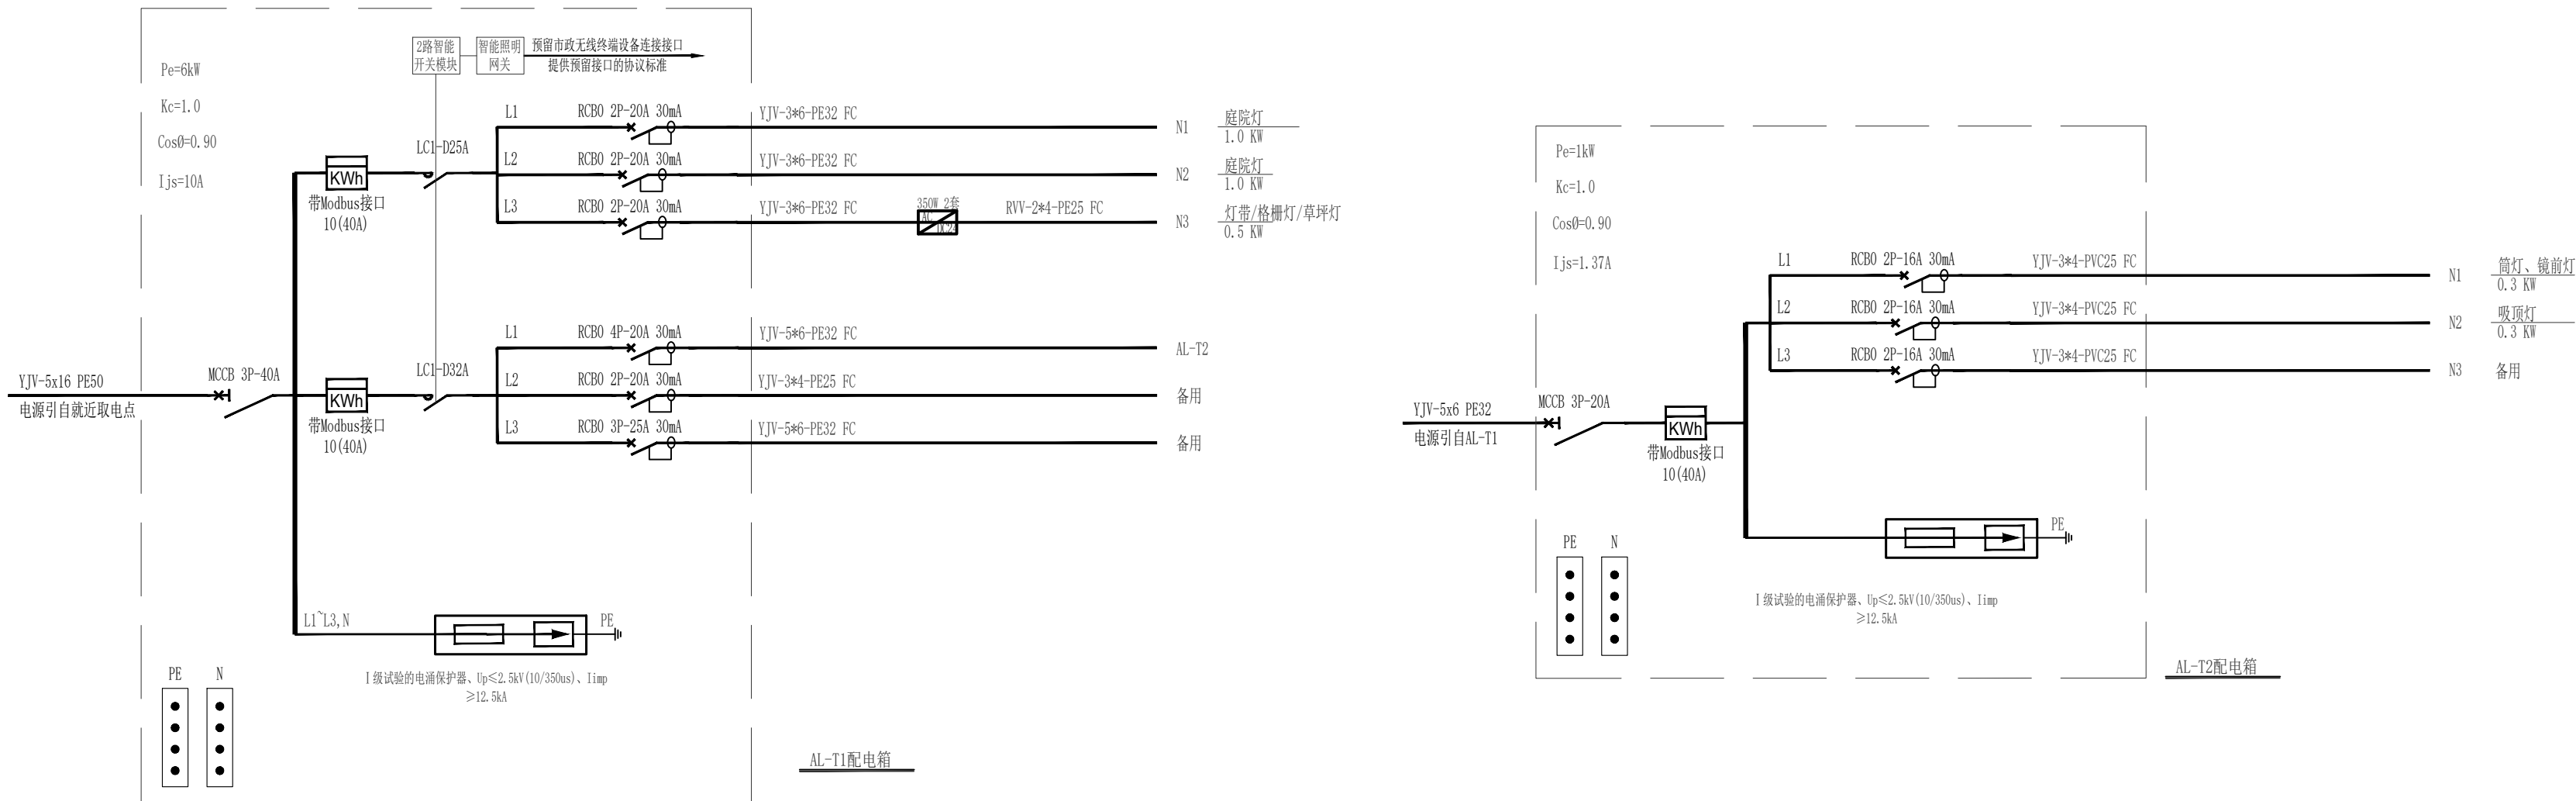 2路智能
开关模块
智能照明
网关
预留市政无线终端设备连接接口
提供预留接口的协议标准
Pe=6kW
Kc=1.0
CosØ=0.90
Ijs=10A
KWh
带Modbus接口
10(40A)
LC1-D25A
L1
RCBO 2P-20A 30mA
YJV-3*6-PE32 FC
N1
庭院灯
1.0 KW
L2
RCBO 2P-20A 30mA
YJV-3*6-PE32 FC
N2
庭院灯
1.0 KW
L3
RCBO 2P-20A 30mA
YJV-3*6-PE32 FC
350W 2套
AC
DC24
RVV-2*4-PE25 FC
N3
灯带/格栅灯/草坪灯
0.5 KW
YJV-5x16 PE50
电源引自就近取电点
MCCB 3P-40A
KWh
带Modbus接口
10(40A)
LC1-D32A
L1
RCBO 4P-20A 30mA
YJV-5*6-PE32 FC
AL-T2
L2
RCBO 2P-20A 30mA
YJV-3*4-PE25 FC
备用
L3
RCBO 3P-25A 30mA
YJV-5*6-PE32 FC
备用
L1~L3,N
PE
I级试验的电涌保护器、Up≤2.5kV(10/350us)、Iimp
≥12.5kA
PE
N
AL-T1配电箱
Pe=1kW
Kc=1.0
CosØ=0.90
Ijs=1.37A
L1
RCBO 2P-16A 30mA
YJV-3*4-PVC25 FC
N1
筒灯、镜前灯
0.3 KW
L2
RCBO 2P-16A 30mA
YJV-3*4-PVC25 FC
N2
吸顶灯
0.3 KW
L3
RCBO 2P-16A 30mA
YJV-3*4-PVC25 FC
N3
备用
YJV-5x6 PE32
电源引自AL-T1
MCCB 3P-20A
KWh
带Modbus接口
10(40A)
PE
I级试验的电涌保护器、Up≤2.5kV(10/350us)、Iimp
≥12.5kA
PE
N
AL-T2配电箱